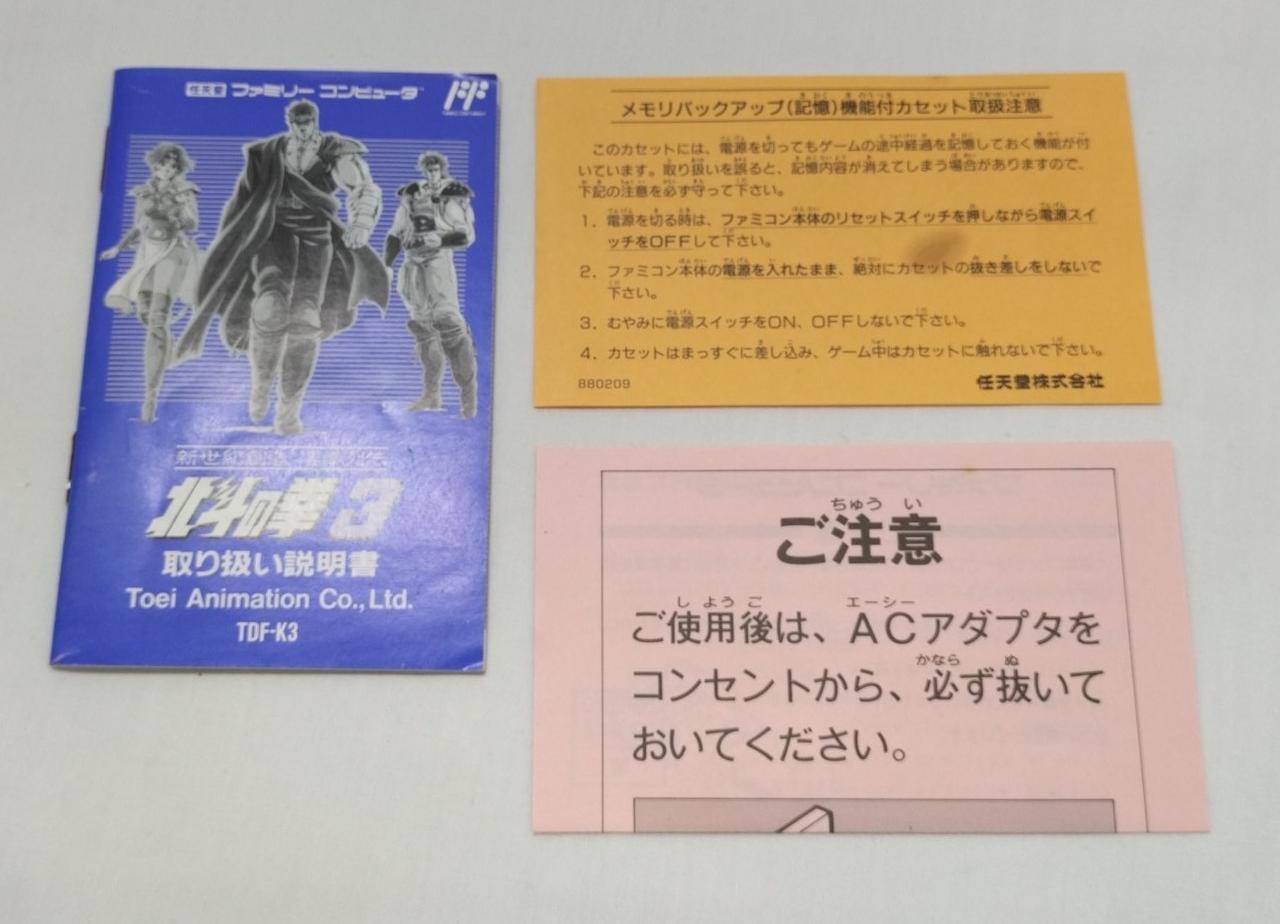 任天堂 ファミリー コンピュータ™
新世紀創造 凄拳列伝
北斗の拳3
取り扱い説明書
Toei Animation Co., Ltd.
TDF-K3
メモリバックアップ(記憶)機能付カセット取扱注意
このカセットには、電源を切ってもゲームの途中経過を記憶しておく機能が付
いています。取り扱いを誤ると、記憶内容が消えてしまう場合がありますので、
下記の注意を必ず守って下さい。
1. 電源を切る時は、ファミコン本体のリセットスイッチを押しながら電源スイ
ッチをOFFして下さい。
2. ファミコン本体の電源を入れたまま、絶対にカセットの抜き差しをしないで
下さい。
3. むやみに電源スイッチをON、OFFしないで下さい。
4. カセットはまっすぐに差し込み、ゲーム中はカセットに触れないで下さい。
880209
任天堂株式会社
ちゅう い
ご注意
し よう ご エーシー
ご使用後は、ACアダプタを
かなら ぬ
コンセントから、必ず抜いて
おいてください。